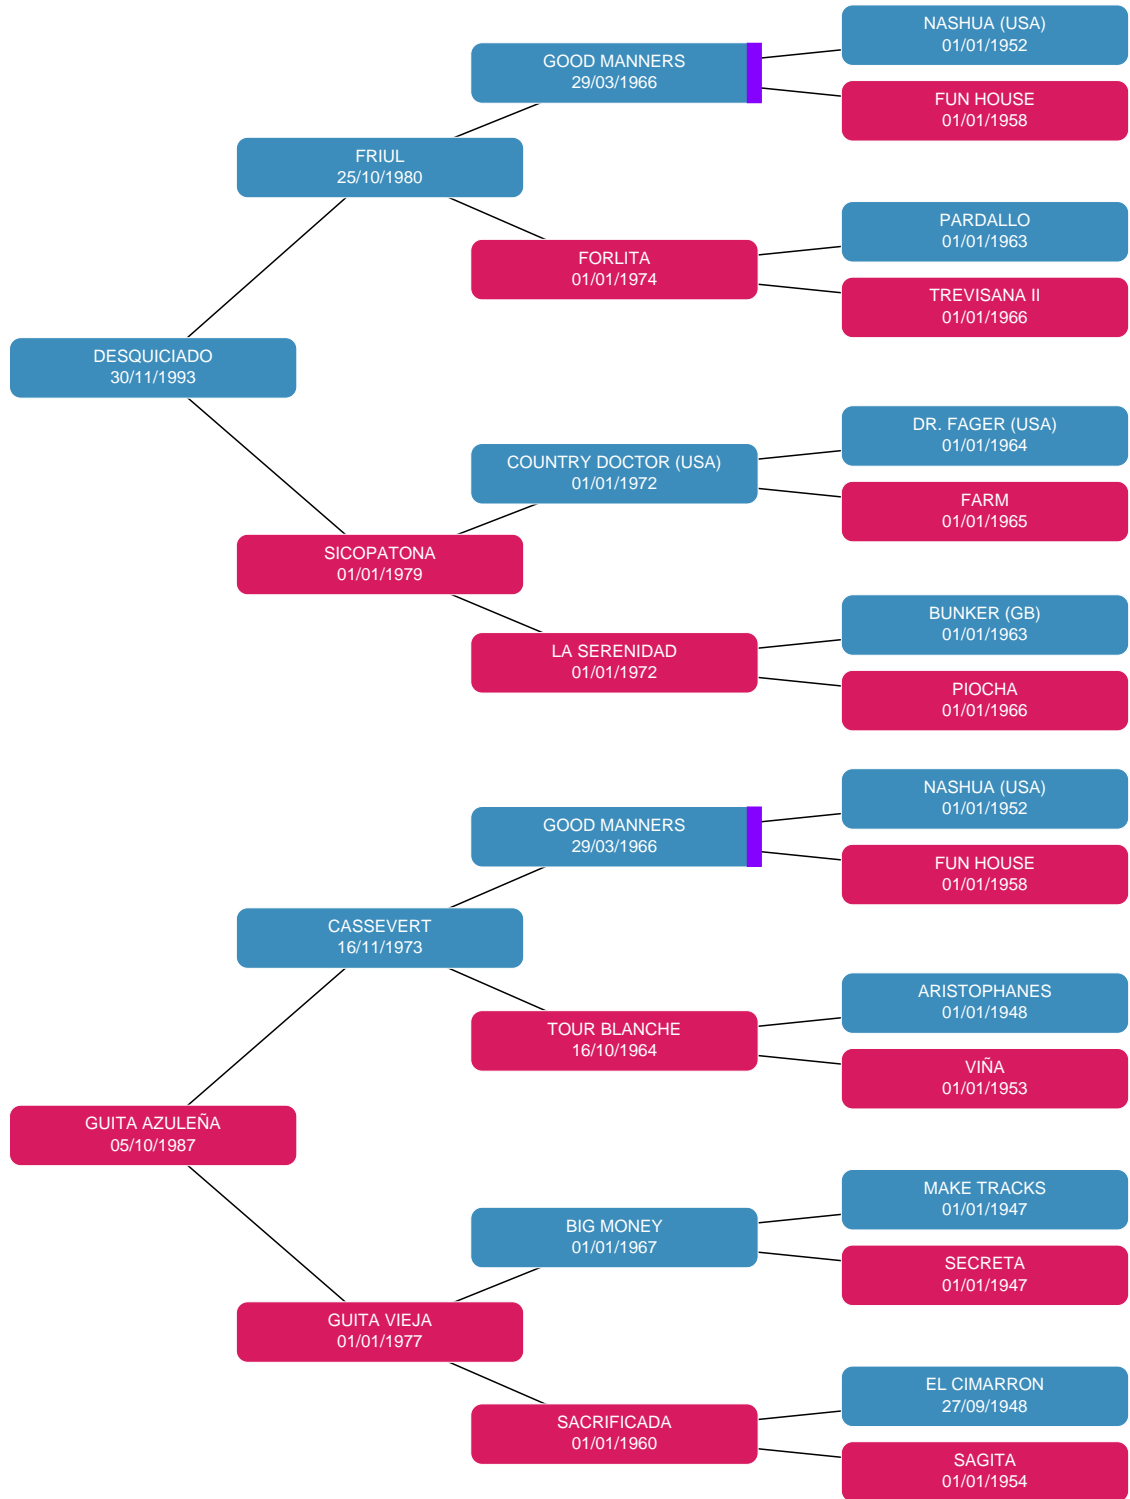 NASHUA (USA)
01/01/1952
GOOD MANNERS
29/03/1966
FUN HOUSE
01/01/1958
FRIUL
25/10/1980
PARDALLO
01/01/1963
FORLITA
01/01/1974
TREVISANA II
01/01/1966
DESQUICIADO
30/11/1993
DR. FAGER (USA)
01/01/1964
COUNTRY DOCTOR (USA)
01/01/1972
FARM
01/01/1965
SICOPATONA
01/01/1979
BUNKER (GB)
01/01/1963
LA SERENIDAD
01/01/1972
PIOCHA
01/01/1966
NASHUA (USA)
01/01/1952
GOOD MANNERS
29/03/1966
FUN HOUSE
01/01/1958
CASSEVERT
16/11/1973
ARISTOPHANES
01/01/1948
TOUR BLANCHE
16/10/1964
VIÑA
01/01/1953
GUITA AZULEÑA
05/10/1987
MAKE TRACKS
01/01/1947
BIG MONEY
01/01/1967
SECRETA
01/01/1947
GUITA VIEJA
01/01/1977
EL CIMARRON
27/09/1948
SACRIFICADA
01/01/1960
SAGITA
01/01/1954